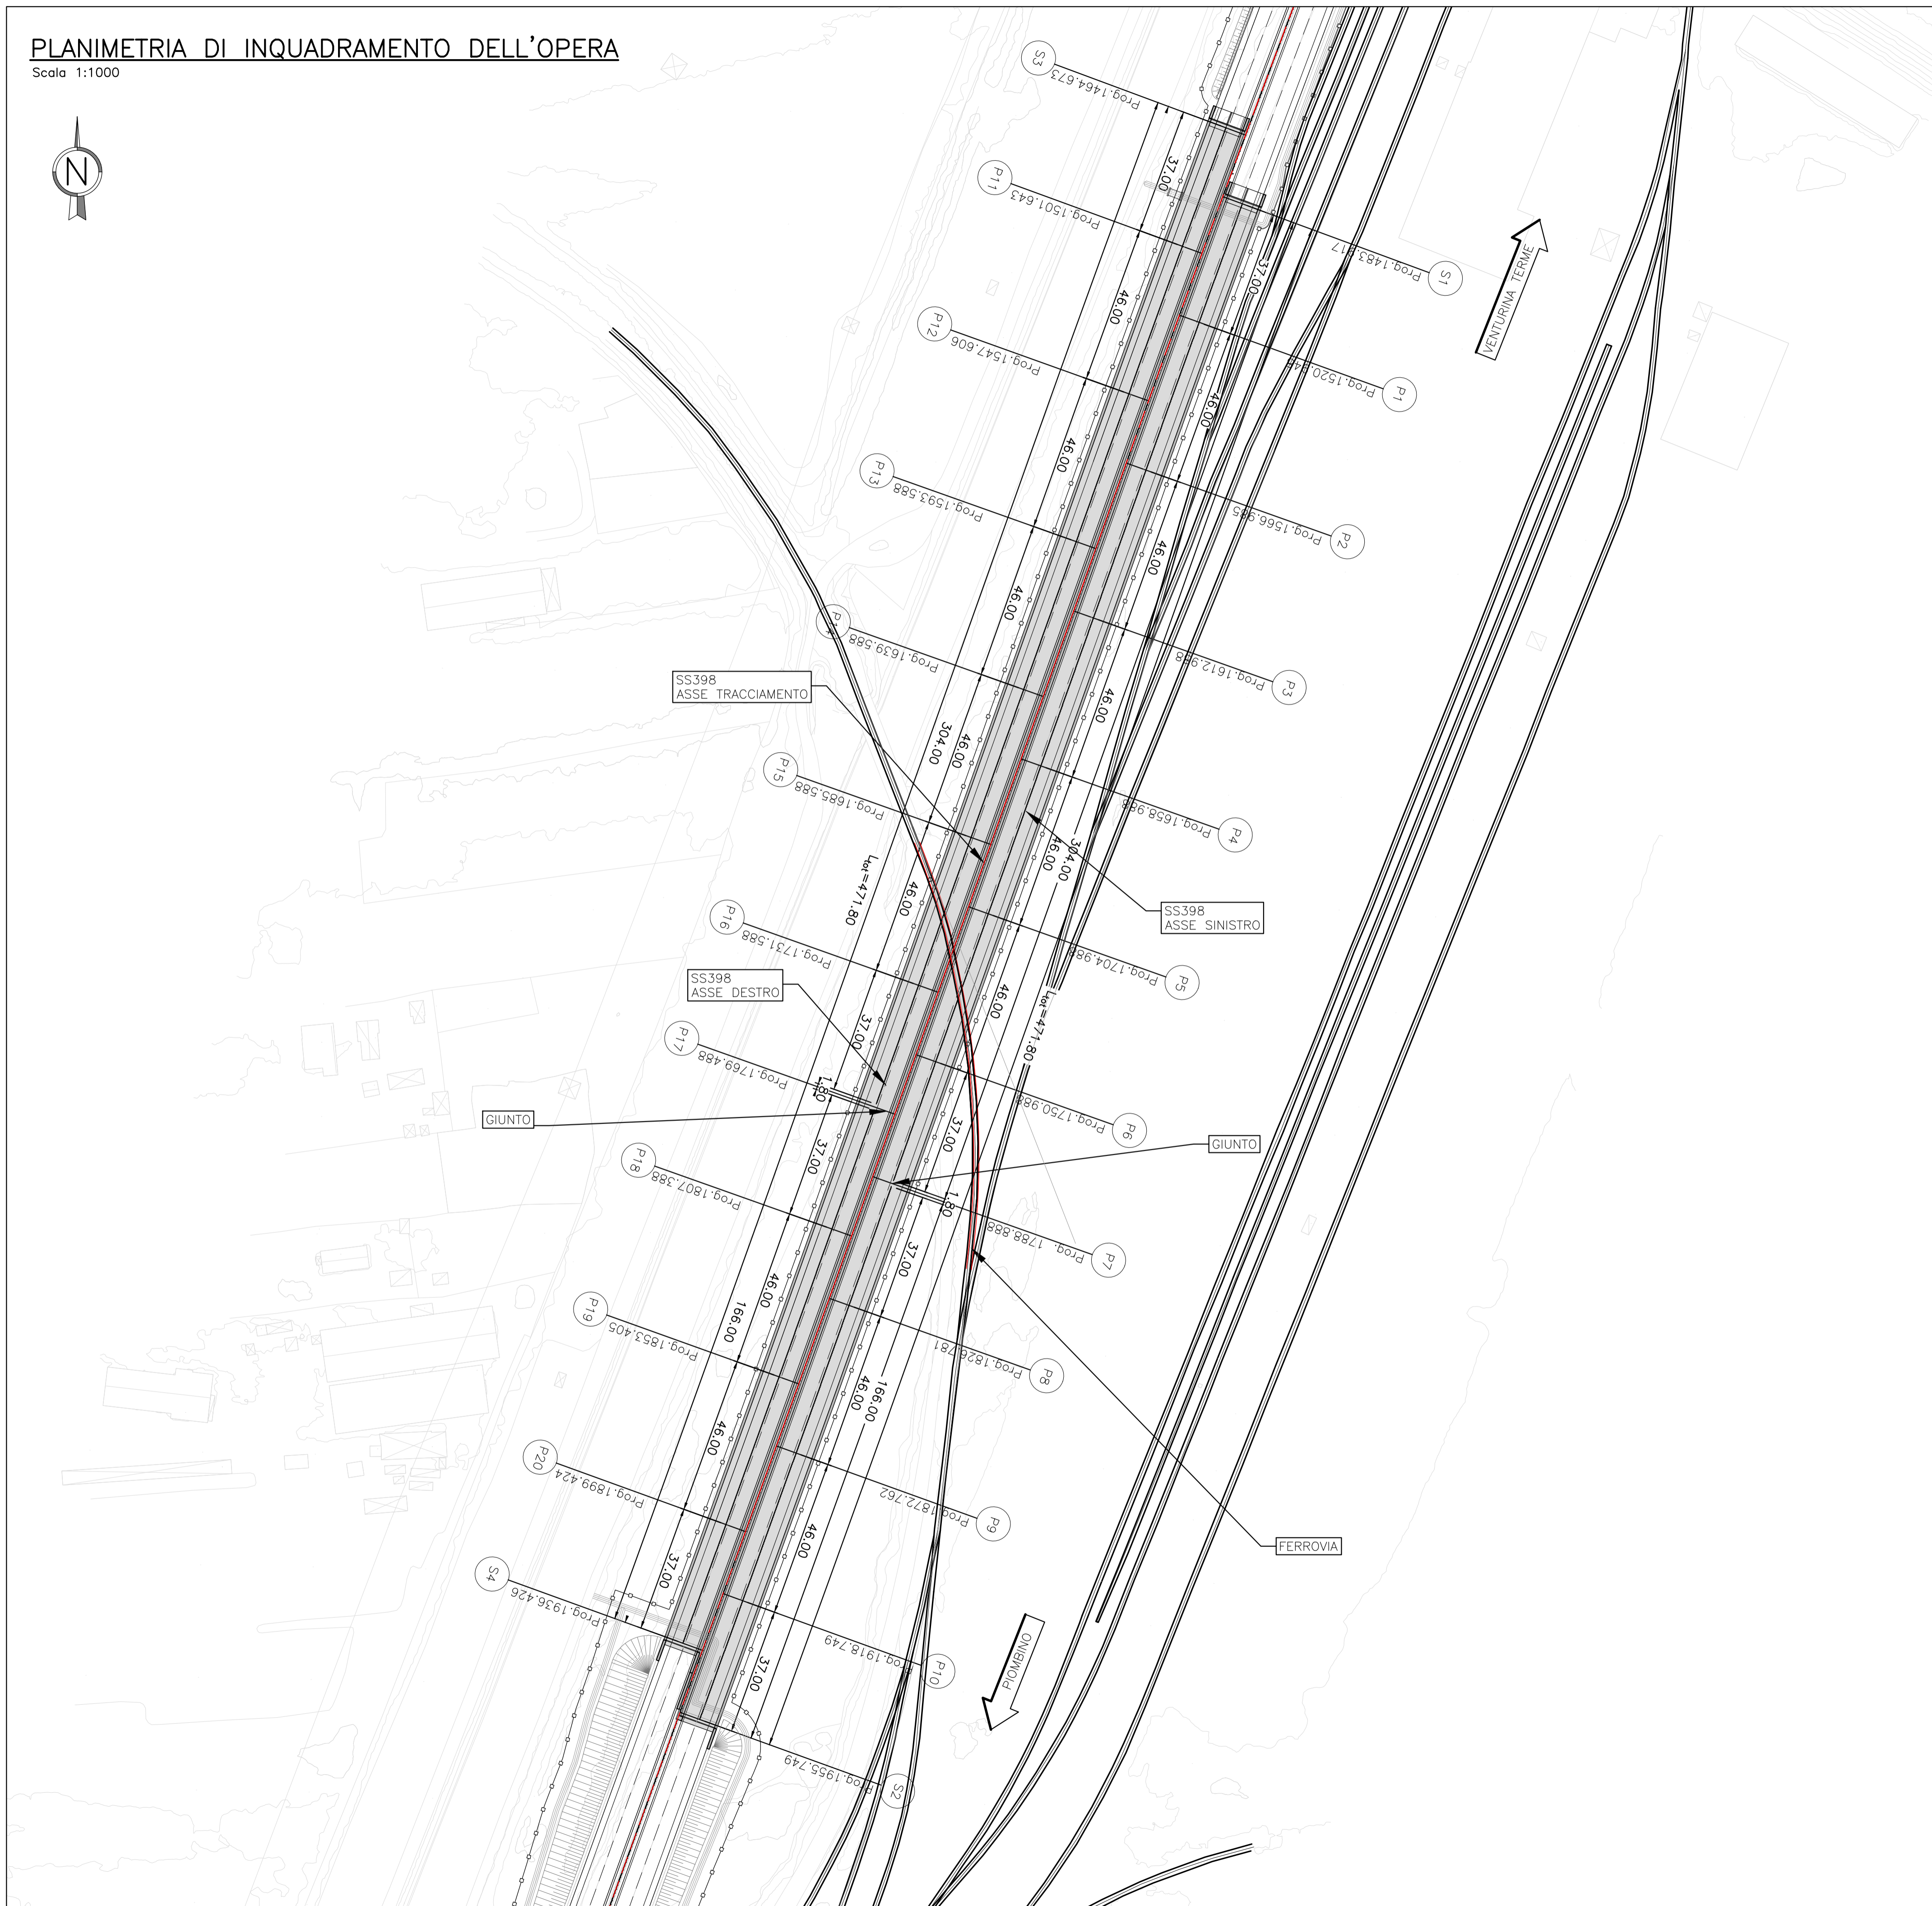 PLANIMETRIA DI INQUADRAMENTO DELL'OPERA
Scala 1:1000
N
S3
Prog.1464.673
P11
Prog.1501.643
P12
Prog.1547.606
P13
Prog.1593.588
P14
Prog.1639.588
P15
Prog.1685.588
P16
Prog.1731.588
P17
Prog.1769.488
P18
Prog.1807.388
P19
Prog.1853.405
P20
Prog.1899.424
S4
Prog.1936.426
37.00
46.00
46.00
46.00
46.00
46.00
37.00
304.00
Ltot=471.80
1.80
37.00
46.00
166.00
46.00
37.00
S1
P1
P2
Prog.1566.985
P3
Prog.1612.988
P4
Prog.1658.988
P5
Prog.1704.988
P6
Prog.1750.988
P7
Prog. 1788.888
P8
Prog.1826.781
P9
Prog.1872.762
P10
Prog.1918.749
S2
Prog.1955.749
37.00
46.00
46.00
46.00
46.00
304.00
46.00
37.00
Ltot=471.80
1.80
37.00
46.00
166.00
46.00
37.00
SS398
ASSE TRACCIAMENTO
SS398
ASSE SINISTRO
SS398
ASSE DESTRO
GIUNTO
GIUNTO
FERROVIA
VENTURINA TERME
PIOMBINO